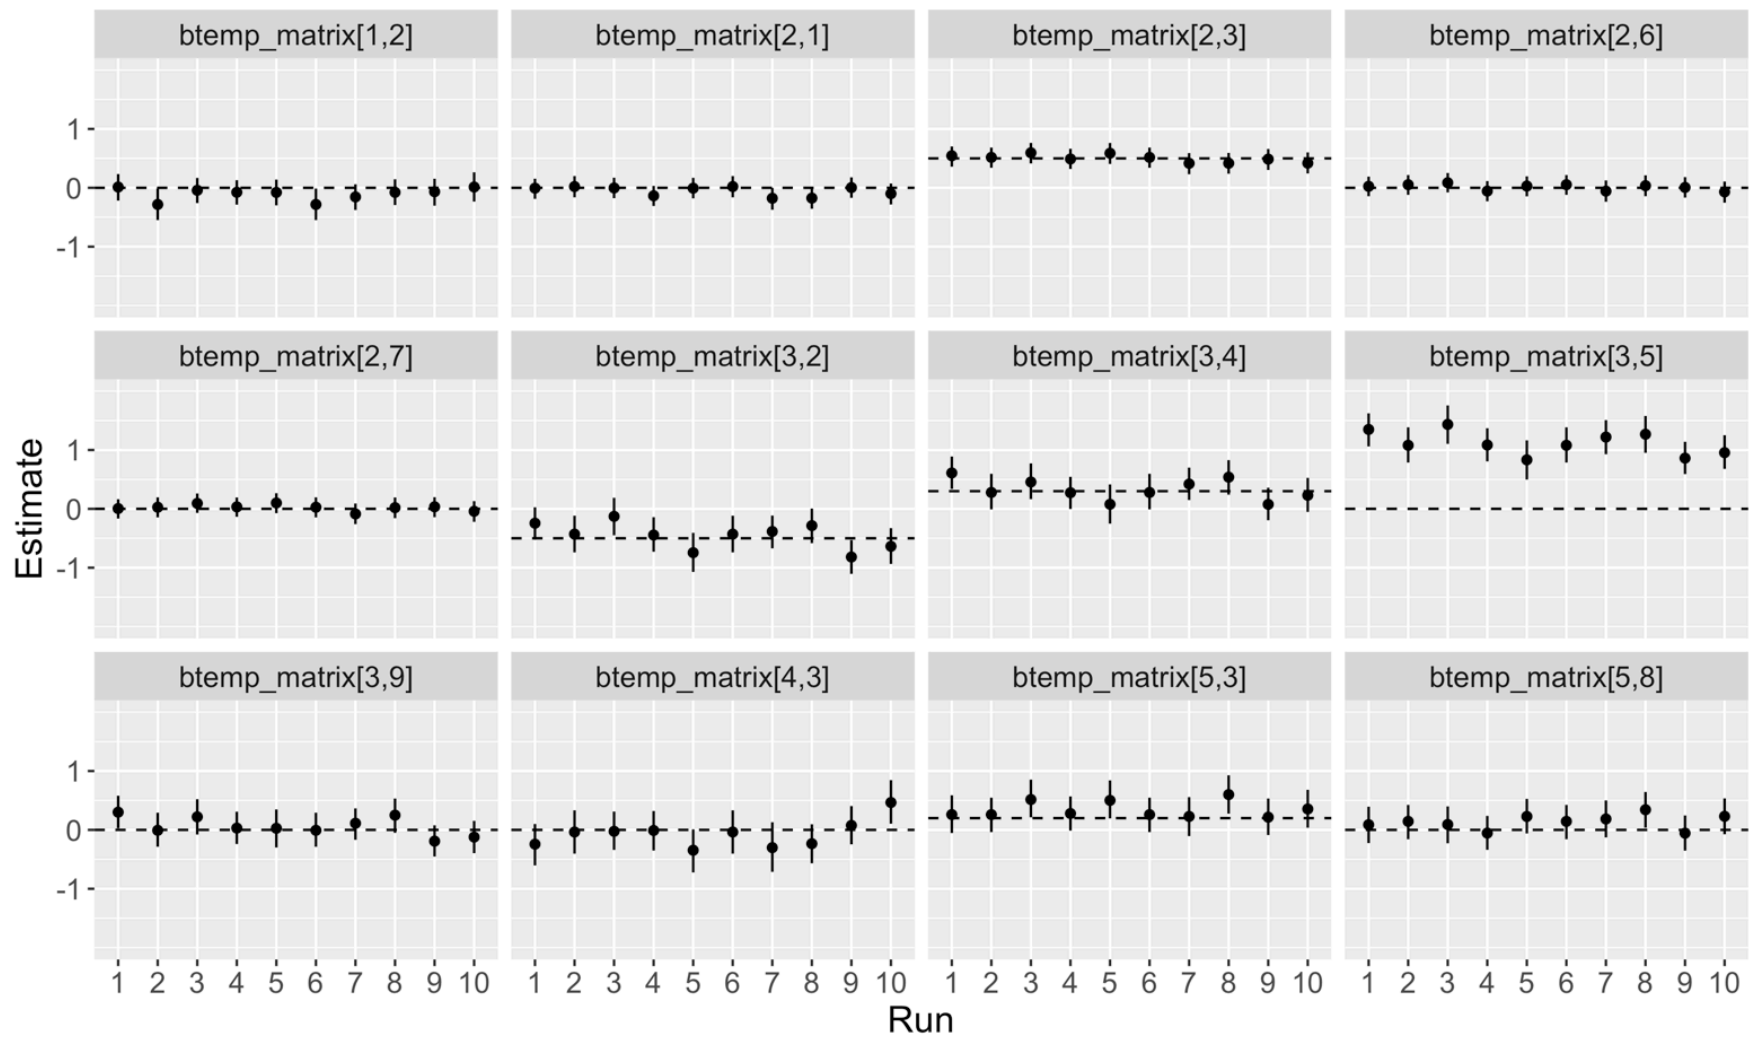 btemp_matrix[1,2] btemp_matrix[2,1] btemp_matrix[2,3] btemp_matrix[2,6]
1
0
-1
btemp_matrix[2,7] btemp_matrix[3,2] btemp_matrix[3,4] btemp_matrix[3,5]
1
0
-1
Estimate
btemp_matrix[3,9] btemp_matrix[4,3] btemp_matrix[5,3] btemp_matrix[5,8]
1
0
-1
1 2 3 4 5 6 7 8 9 10 1 2 3 4 5 6 7 8 9 10 1 2 3 4 5 6 7 8 9 10 1 2 3 4 5 6 7 8 9 10
Run